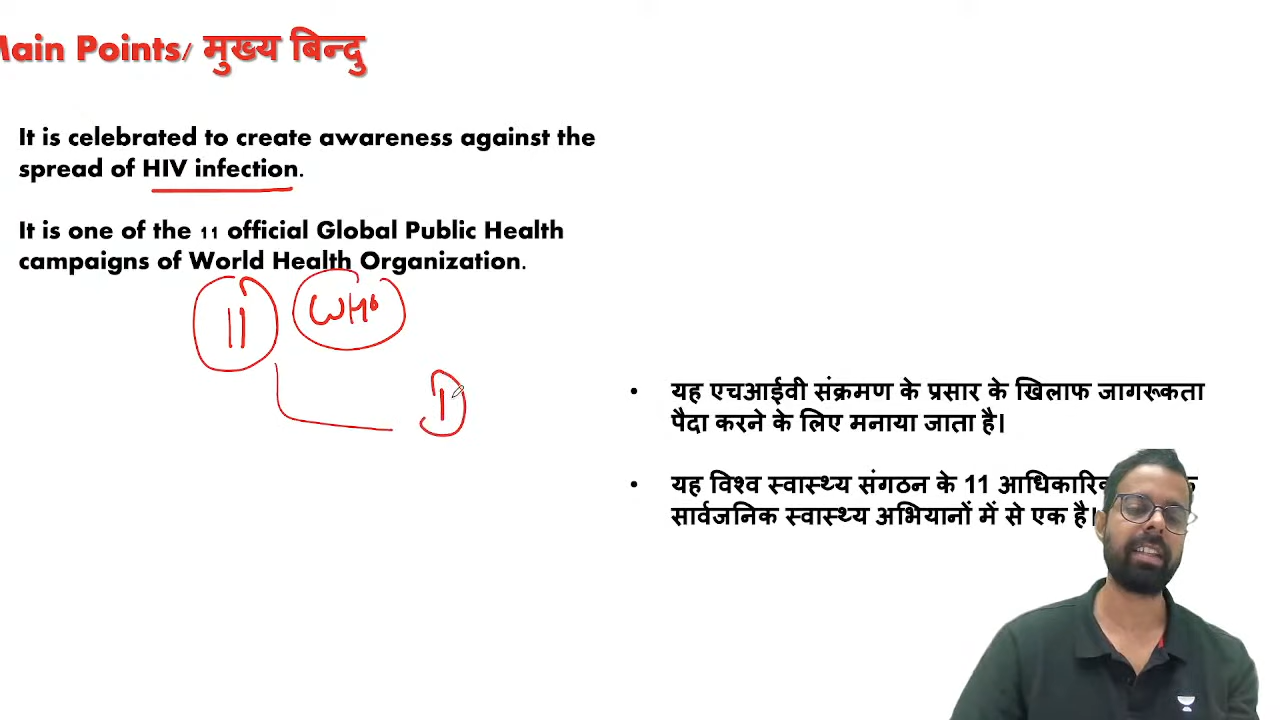 Main Points/ मुख्य बिन्दु
It is celebrated to create awareness against the
spread of HIV infection.
It is one of the 11 official Global Public Health
campaigns of World Health Organization.
11 WHO
1
• यह एचआईवी संक्रमण के प्रसार के खिलाफ जागरूकता
पैदा करने के लिए मनाया जाता है।
• यह विश्व स्वास्थ्य संगठन के 11
सार्वजनिक स्वास्थ्य अभियानों में से एक है।